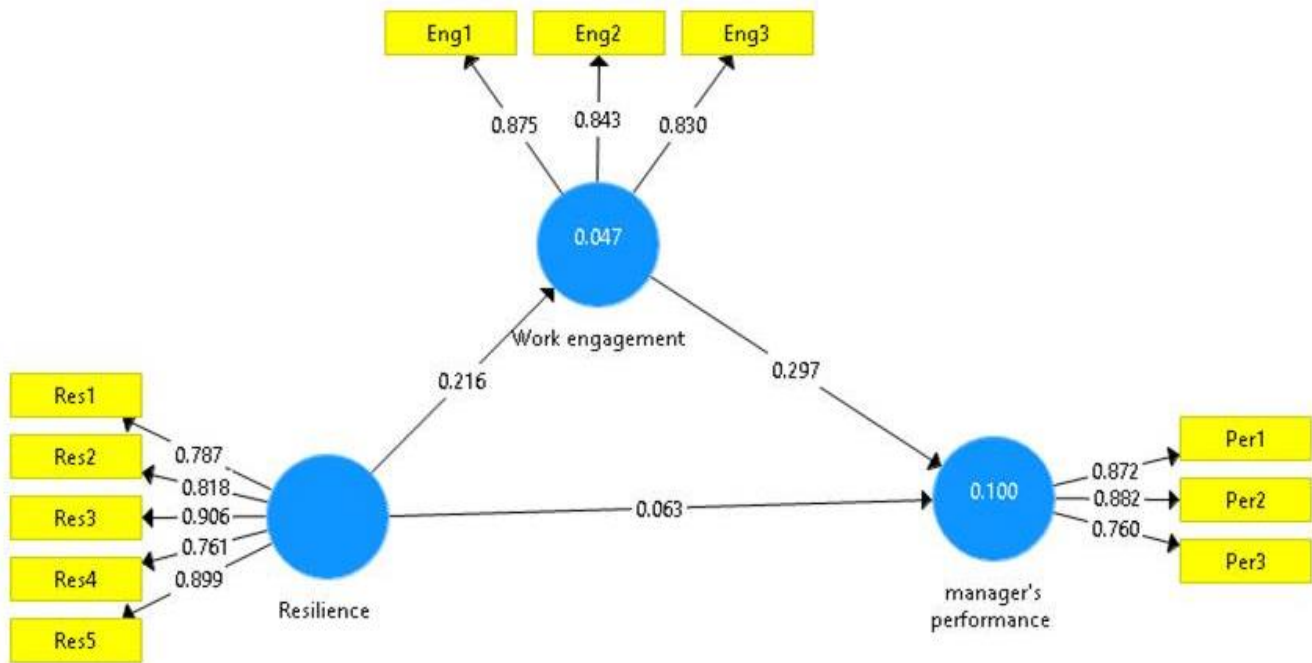 Eng1
Eng2
Eng3
0.875
0.843
0.830
0.047
Work engagement
0.216
0.297
Res1
Res2
Res3
Res4
Res5
0.787
0.818
0.906
0.761
0.899
Resilience
0.063
0.100
manager's
performance
0.872
0.882
0.760
Per1
Per2
Per3